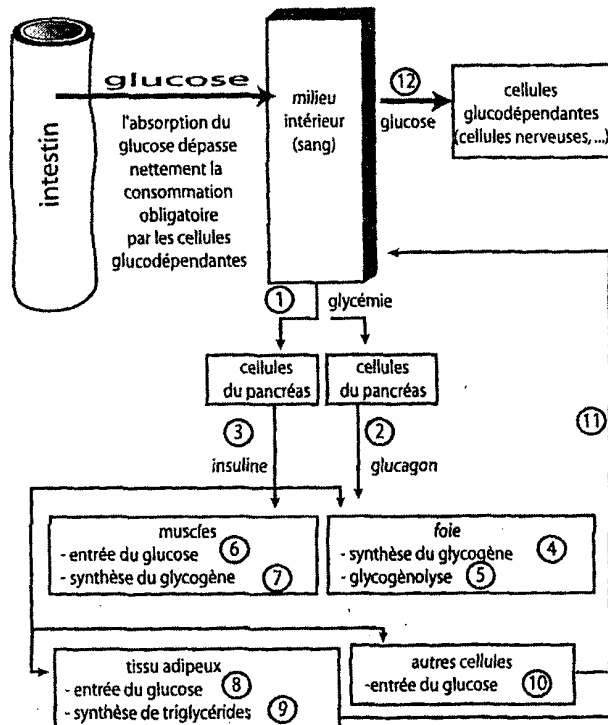 intestin
glucose
l'absorption du
glucose dépasse
nettement la
consommation
obligatoire
par les cellules
glucodépendantes
milieu
intérieur
(sang)
12
glucose
cellules
glucodépendantes
(cellules nerveuses, ...)
1
glycémie
cellules
du pancréas
cellules
du pancréas
3
insuline
2
glucagon
11
muscles
- entrée du glucose 6
- synthèse du glycogène 7
foie
- synthèse du glycogène 4
- glycogènolyse 5
tissu adipeux
- entrée du glucose 8
- synthèse de triglycérides 9
autres cellules
-entrée du glucose 10